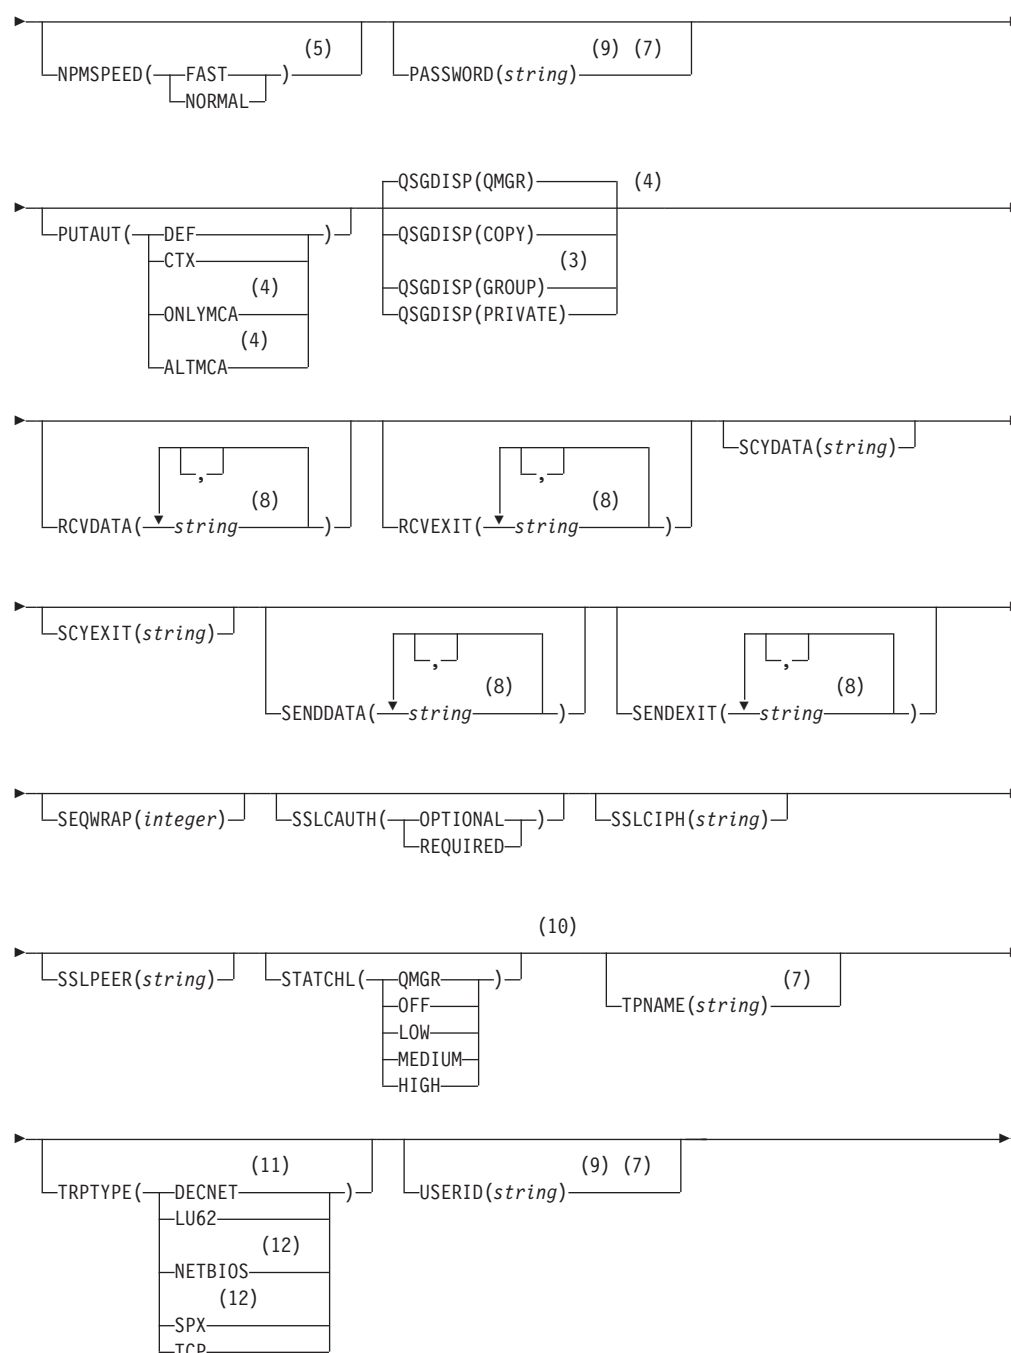 (5) (9) (7)
NPMSPEED( FAST ) PASSWORD(string)
NORMAL
QSGDISP(QMGR) (4)
PUTAUT( DEF ) QSGDISP(COPY)
CTX (3)
(4) QSGDISP(GROUP)
ONLYMCA QSGDISP(PRIVATE)
(4)
ALTMCA
, , SCYDATA(string)
(8) (8)
RCVDATA( string ) RCVEXIT( string )
SCYEXIT(string) , ,
(8) (8)
SENDDATA( string ) SENDEXIT( string )
SEQWRAP(integer) SSLCAUTH( OPTIONAL ) SSLCIPH(string)
REQUIRED
(10)
SSLPEER(string) STATCHL( QMGR ) (7)
OFF TPNAME(string)
LOW
MEDIUM
HIGH
(11) (9) (7)
TRPTYPE( DECNET ) USERID(string)
LU62
(12)
NETBIOS
(12)
SPX
TCP